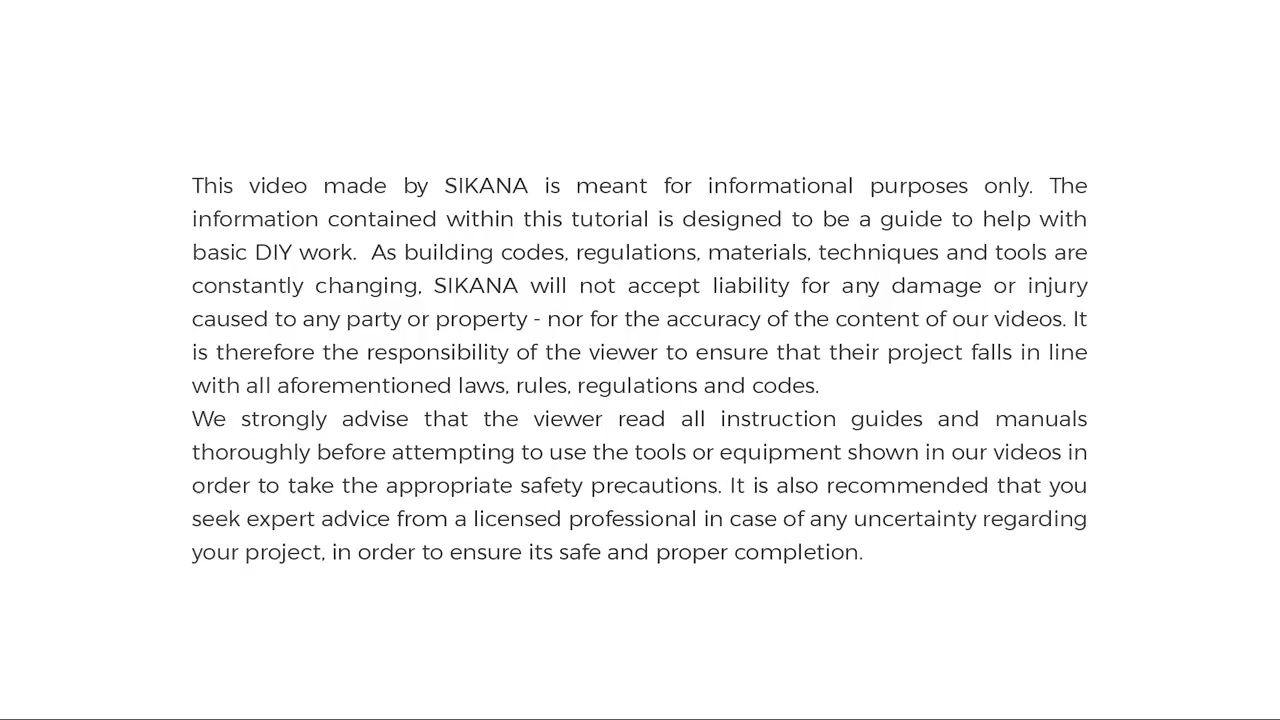 This video made by SIKANA is meant for informational purposes only. The
information contained within this tutorial is designed to be a guide to help with
basic DIY work.  As building codes, regulations, materials, techniques and tools are
constantly changing, SIKANA will not accept liability for any damage or injury
caused to any party or property - nor for the accuracy of the content of our videos. It
is therefore the responsibility of the viewer to ensure that their project falls in line
with all aforementioned laws, rules, regulations and codes.
We strongly advise that the viewer read all instruction guides and manuals
thoroughly before attempting to use the tools or equipment shown in our videos in
order to take the appropriate safety precautions. It is also recommended that you
seek expert advice from a licensed professional in case of any uncertainty regarding
your project, in order to ensure its safe and proper completion.